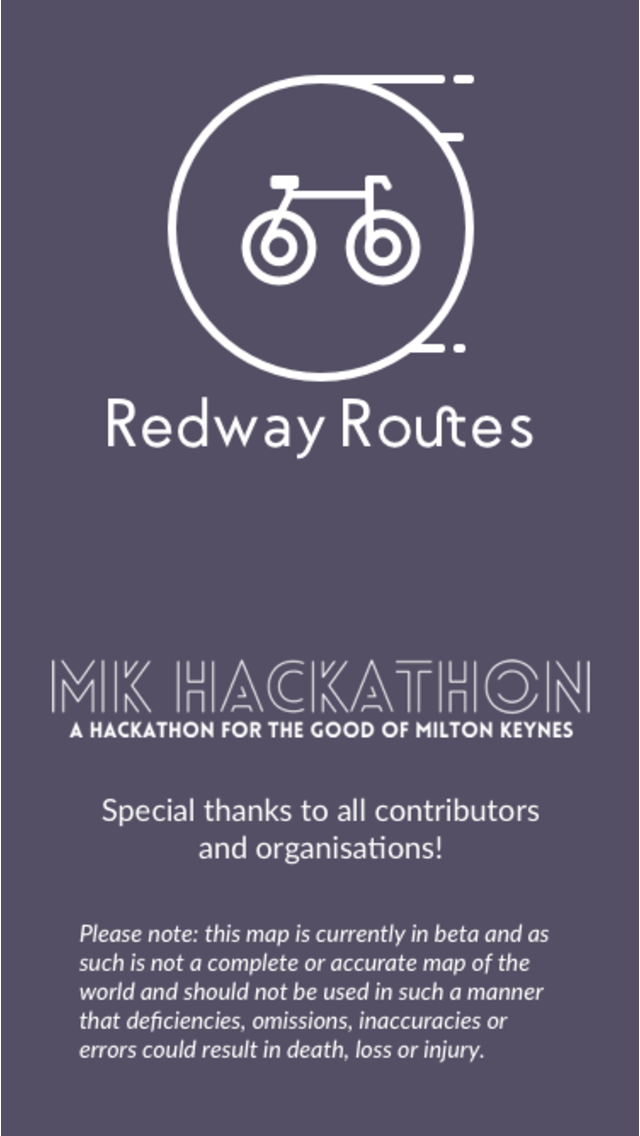 Redway Routes
MK HACKATHON
A HACKATHON FOR THE GOOD OF MILTON KEYNES
Special thanks to all contributors
and organisations!
Please note: this map is currently in beta and as
such is not a complete or accurate map of the
world and should not be used in such a manner
that deficiencies, omissions, inaccuracies or
errors could result in death, loss or injury.